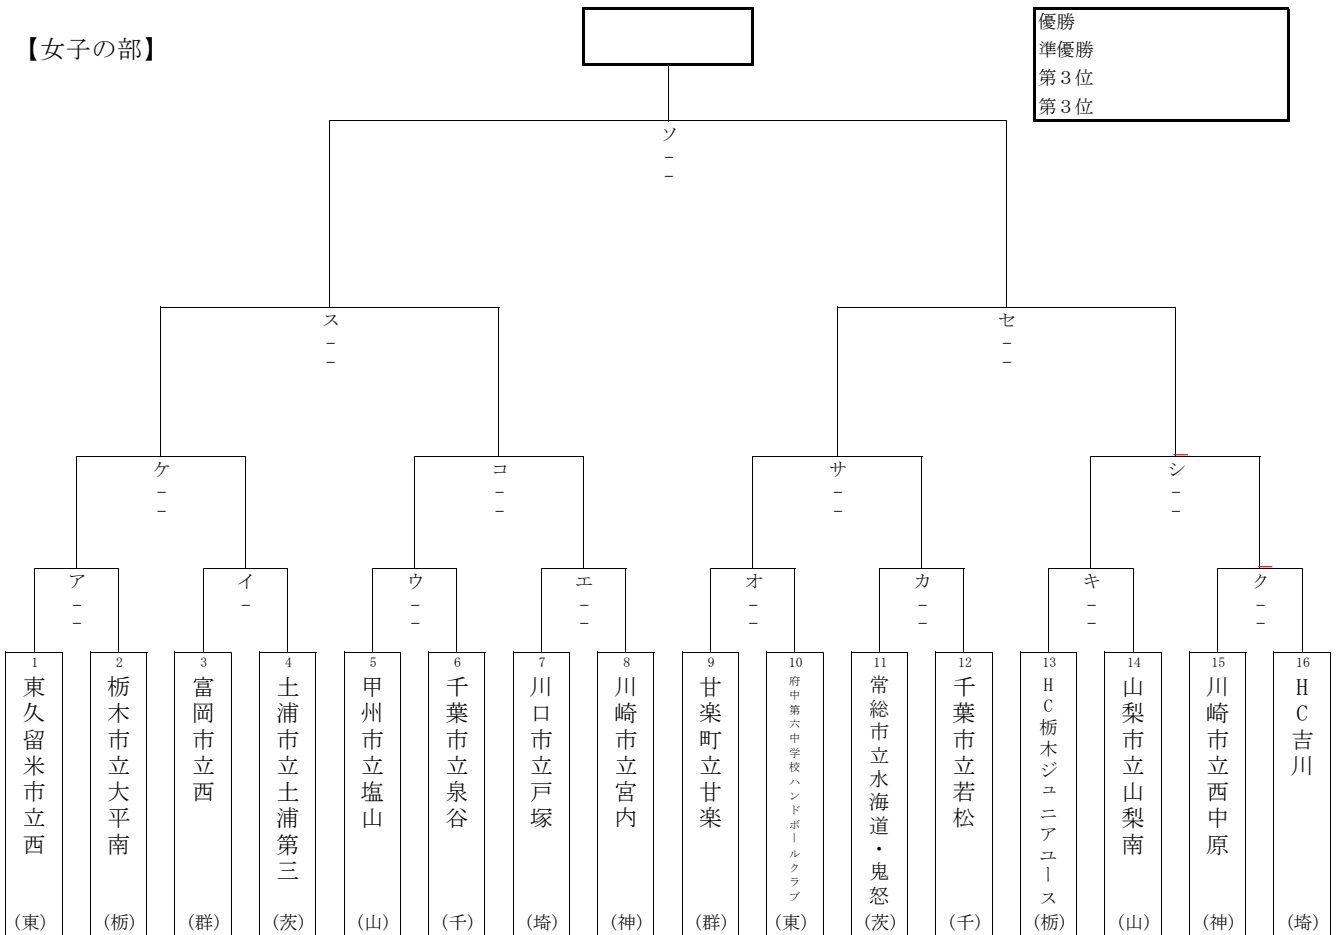 【女子の部】
優勝
準優勝
第３位
第３位
ソ
－
－
ス
－
－
セ
－
－
ケ
－
－
コ
－
－
サ
－
－
シ
－
－
ア
－
－
イ
－
ウ
－
－
エ
－
－
オ
－
－
カ
－
－
キ
－
－
ク
－
－
1
東久留米市立西
（東）
2
栃木市立大平南
（栃）
3
富岡市立西
（群）
4
土浦市立土浦第三
（茨）
5
甲州市立塩山
（山）
6
千葉市立泉谷
（千）
7
川口市立戸塚
（埼）
8
川崎市立宮内
（神）
9
甘楽町立甘楽
（群）
10
府中第六中学校ハンドボールクラブ
（東）
11
常総市立水海道・鬼怒
（茨）
12
千葉市立若松
（千）
13
HC栃木ジュニアユース
（栃）
14
山梨市立山梨南
（山）
15
川崎市立西中原
（神）
16
HC吉川
（埼）